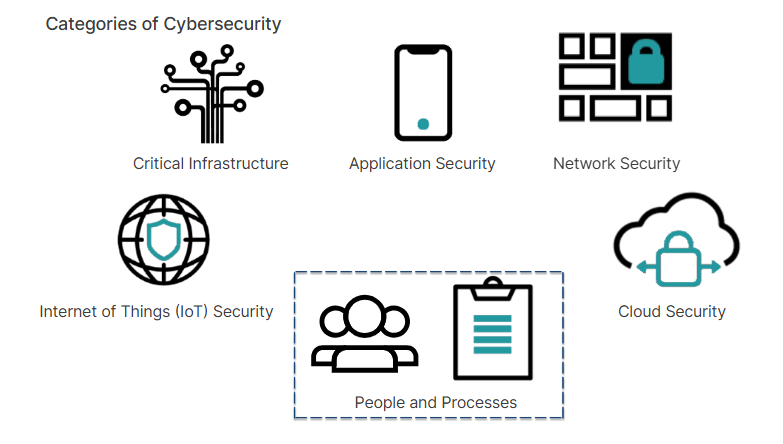 Categories of Cybersecurity
Critical Infrastructure
Application Security
Network Security
Internet of Things (IoT) Security
Cloud Security
People and Processes